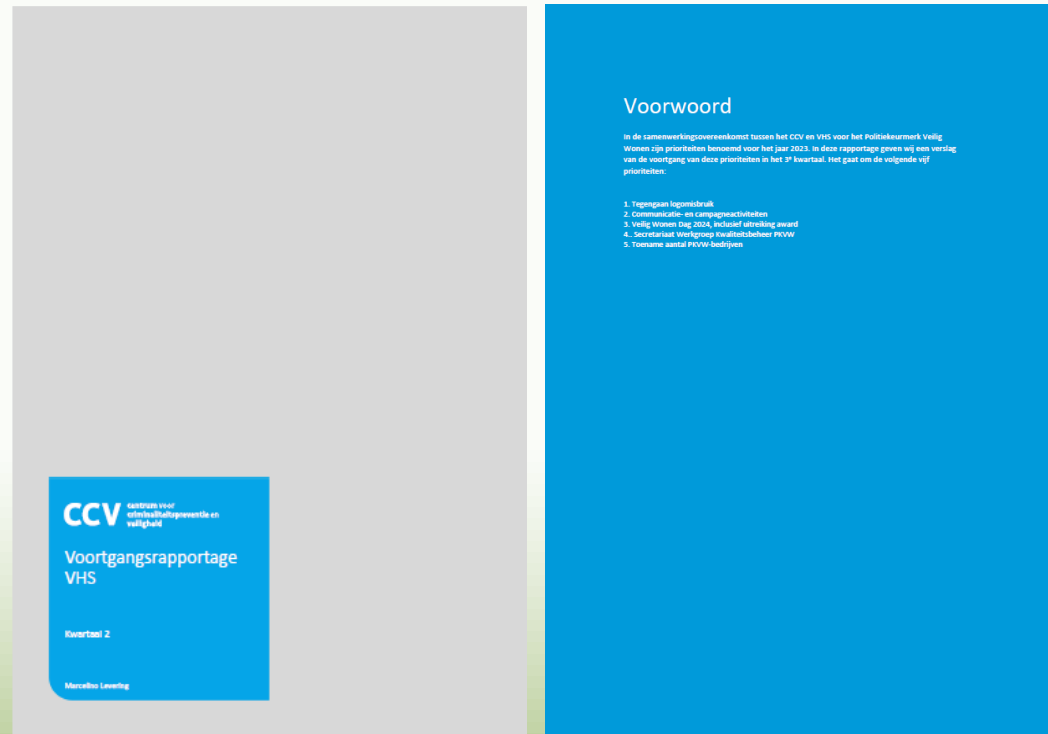 CCV centrum voor
criminaliteitspreventie en
veiligheid
Voortgangsrapportage
VHS
Kwartaal 2
Marcelino Levering
Voorwoord
In de samenwerkingsovereenkomst tussen het CCV en VHS voor het Politiekeurmerk Veilig
Wonen zijn prioriteiten benoemd voor het jaar 2023. In deze rapportage geven wij een verslag
van de voortgang van deze prioriteiten in het 3e kwartaal. Het gaat om de volgende vijf
prioriteiten:
1. Tegengaan logomisbruik
2. Communicatie- en campagneactiviteiten
3. Veilig Wonen Dag 2024, inclusief uitreiking award
4.. Secretariaat Werkgroep Kwaliteitsbeheer PKVW
5. Toename aantal PKVW-bedrijven